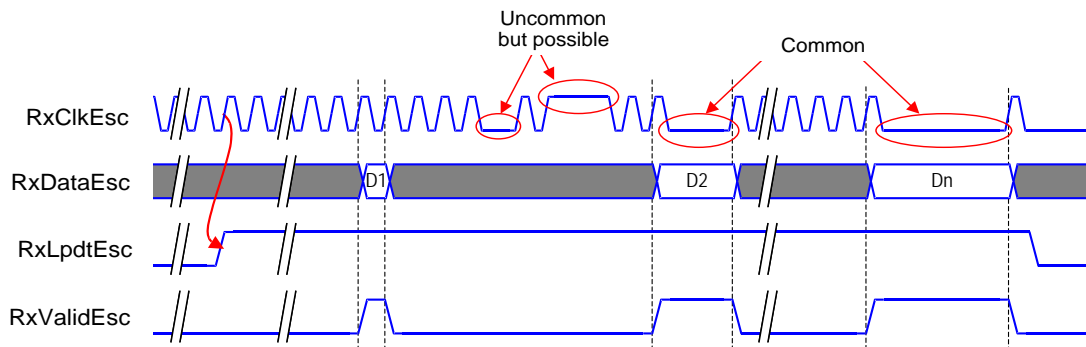 Uncommon
but possible
Common
RxClkEsc
RxDataEsc
D1
D2
Dn
RxLpdtEsc
RxValidEsc